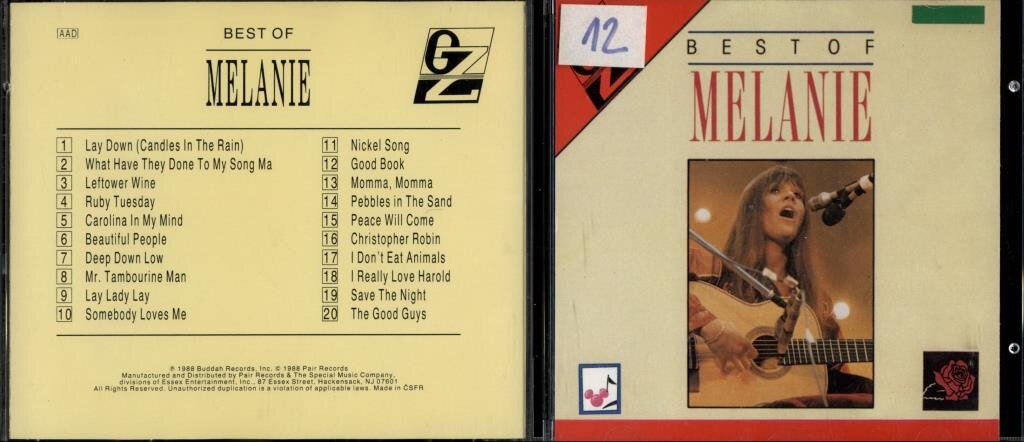 AAD
BEST OF
MELANIE
GZ
1 Lay Down (Candles In The Rain)
2 What Have They Done To My Song Ma
3 Leftower Wine
4 Ruby Tuesday
5 Carolina In My Mind
6 Beautiful People
7 Deep Down Low
8 Mr. Tambourine Man
9 Lay Lady Lay
10 Somebody Loves Me
11 Nickel Song
12 Good Book
13 Momma, Momma
14 Pebbles in The Sand
15 Peace Will Come
16 Christopher Robin
17 I Don't Eat Animals
18 I Really Love Harold
19 Save The Night
20 The Good Guys
℗ 1988 Buddah Records, Inc. © 1988 Pair Records
Manufactured and Distributed by Pair Records & The Special Music Company,
divisions of Essex Entertainment, Inc., 87 Essex Street, Hackensack, NJ 07601
All Rights Reserved. Unauthorized duplication is a violation of applicable laws. Made in ČSFR
12
BEST OF
MELANIE